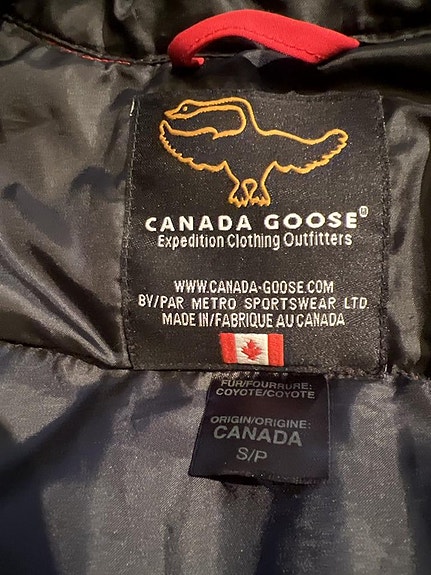 CANADA GOOSE®
Expedition Clothing Outfitters
WWW.CANADA-GOOSE.COM
BY/PAR METRO SPORTSWEAR LTD.
MADE IN/FABRIQUE AU CANADA
FUR/FOURRURE:
COYOTE/COYOTE
ORIGIN/ORIGINE:
CANADA
S/P